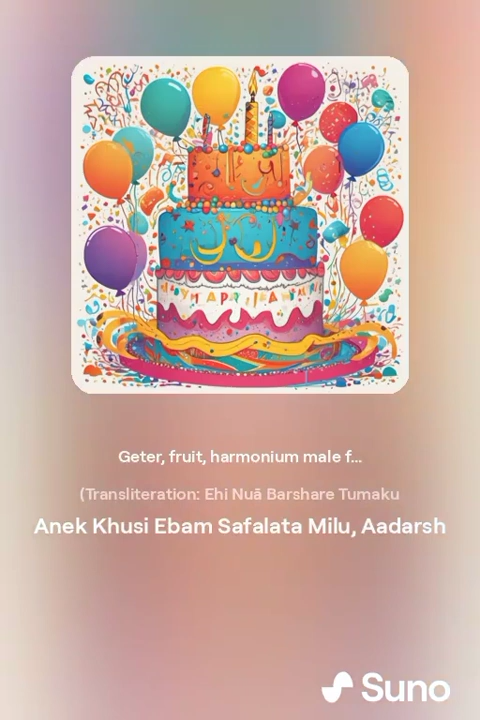 Geter, fruit, harmonium male f...
(Transliteration: Ehi Nuā Barshare Tumaku
Anek Khusi Ebam Safalata Milu, Aadarsh
Suno